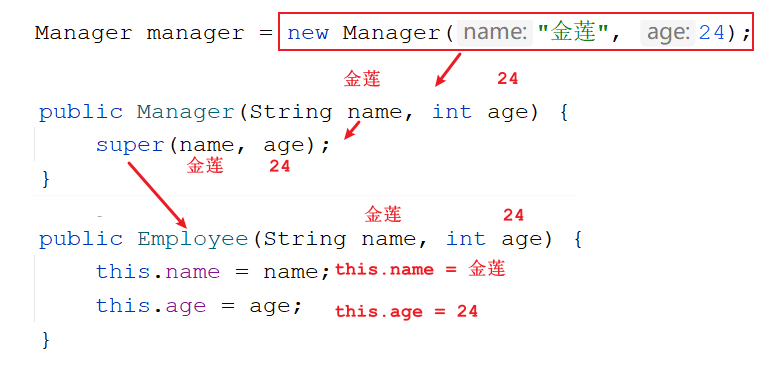 Manager manager = new Manager( name: "金莲", age: 24);
金莲 24
public Manager(String name, int age) {
super(name, age);
金莲 24
}
金莲 24
public Employee(String name, int age) {
this.name = name; this.name = 金莲
this.age = age; this.age = 24
}